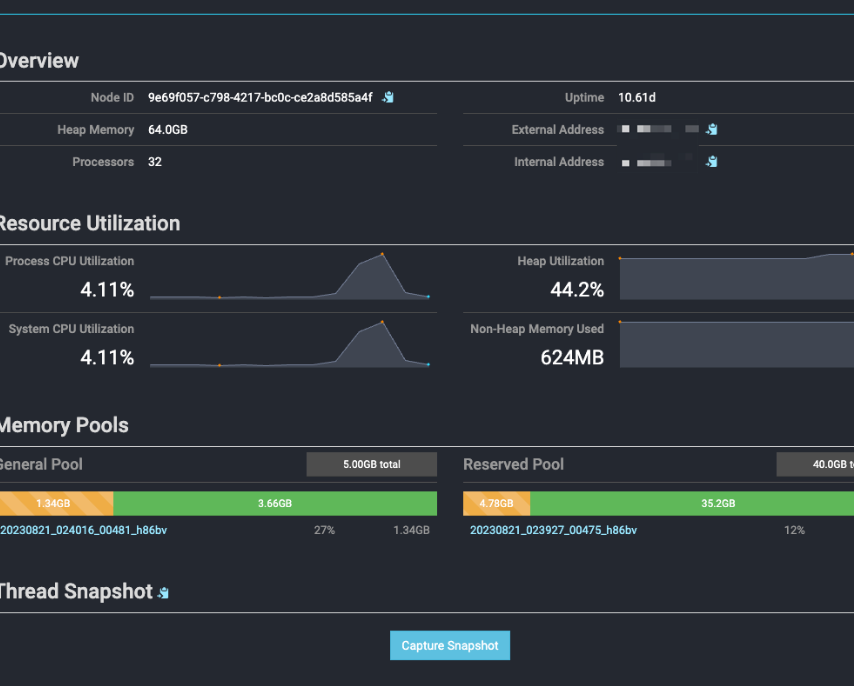 Overview
Node ID 9e69f057-c798-4217-bc0c-ce2a8d585a4f Uptime 10.61d
Heap Memory 64.0GB External Address
Processors 32 Internal Address
Resource Utilization
Process CPU Utilization Heap Utilization
4.11% 44.2%
System CPU Utilization Non-Heap Memory Used
4.11% 624MB
Memory Pools
General Pool 5.00GB total Reserved Pool 40.0GB t
1.34GB 3.66GB 4.78GB 35.2GB
20230821_024016_00481_h86bv 27% 1.34GB 20230821_023927_00475_h86bv 12%
Thread Snapshot
Capture Snapshot